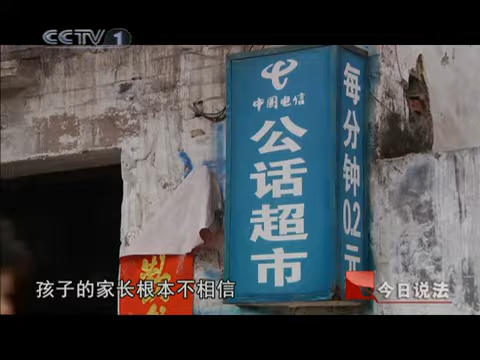 CCTV 1
中国电信
公话超市
每分钟0.2元
孩子的家长根本不相信
今日说法